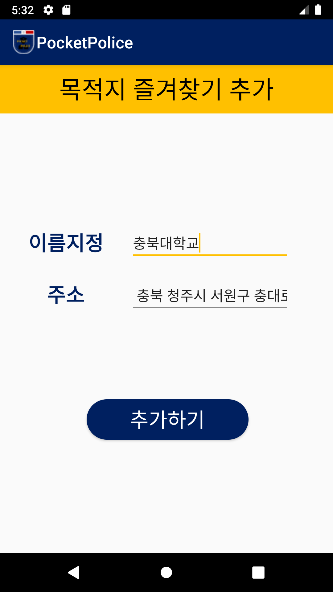 5:32
PocketPolice
목적지 즐겨찾기 추가
이름지정 충북대학교
주소 충북 청주시 서원구 충대로
추가하기